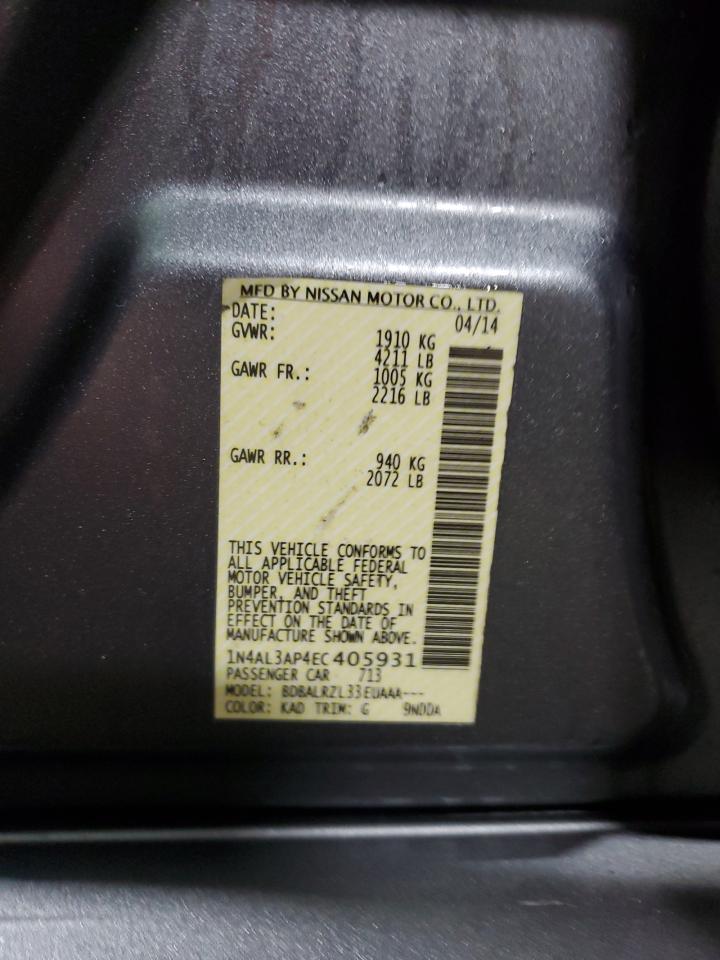 MFD BY NISSAN MOTOR CO., LTD.
DATE: 04/14
GVWR: 1910 KG
4211 LB
GAWR FR.: 1005 KG
2216 LB
GAWR RR.: 940 KG
2072 LB
THIS VEHICLE CONFORMS TO
ALL APPLICABLE FEDERAL
MOTOR VEHICLE SAFETY,
BUMPER, AND THEFT
PREVENTION STANDARDS IN
EFFECT ON THE DATE OF
MANUFACTURE SHOWN ABOVE.
1N4AL3AP4EC405931
PASSENGER CAR 713
MODEL: BDBALRZL33EUAAA---
COLOR: KAD TRIM: G 9NDDA